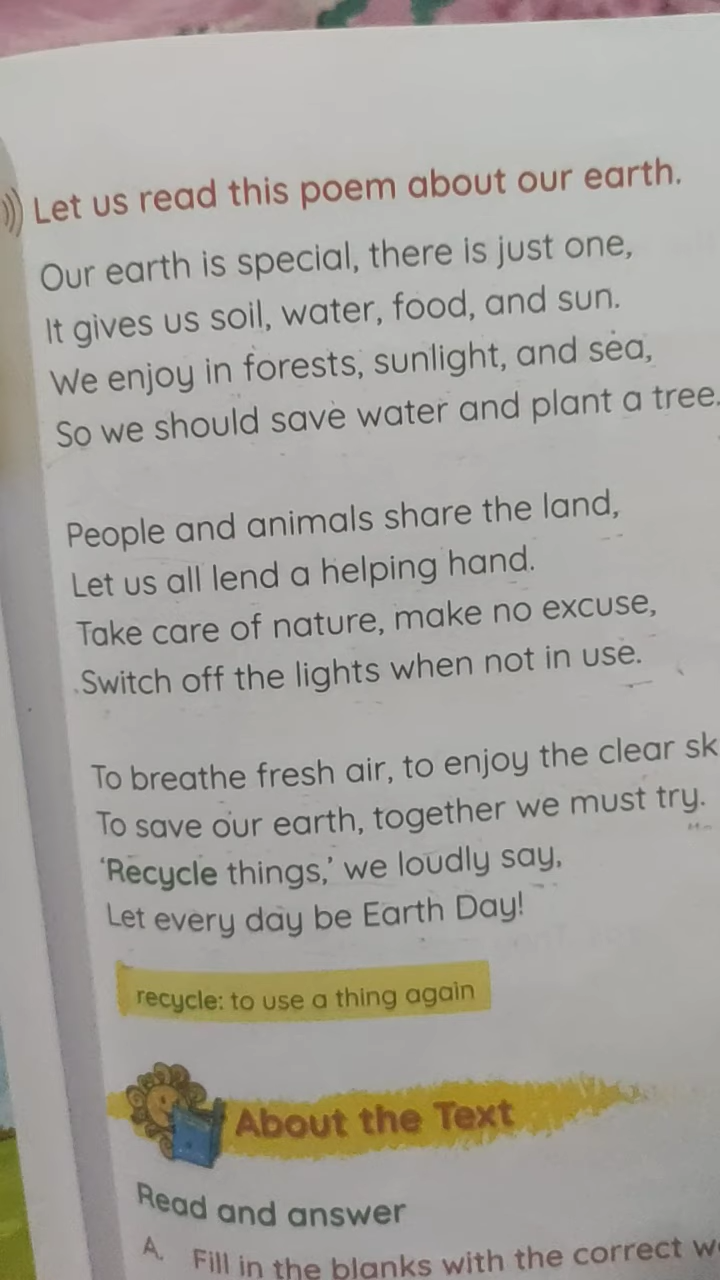 Let us read this poem about our earth.
Our earth is special, there is just one,
It gives us soil, water, food, and sun.
We enjoy in forests, sunlight, and sea,
So we should save water and plant a tree.
People and animals share the land,
Let us all lend a helping hand.
Take care of nature, make no excuse,
Switch off the lights when not in use.
To breathe fresh air, to enjoy the clear sk
To save our earth, together we must try.
‘Recycle things,’ we loudly say,
Let every day be Earth Day!
recycle: to use a thing again
About the Text
Read and answer
A. Fill in the blanks with the correct w